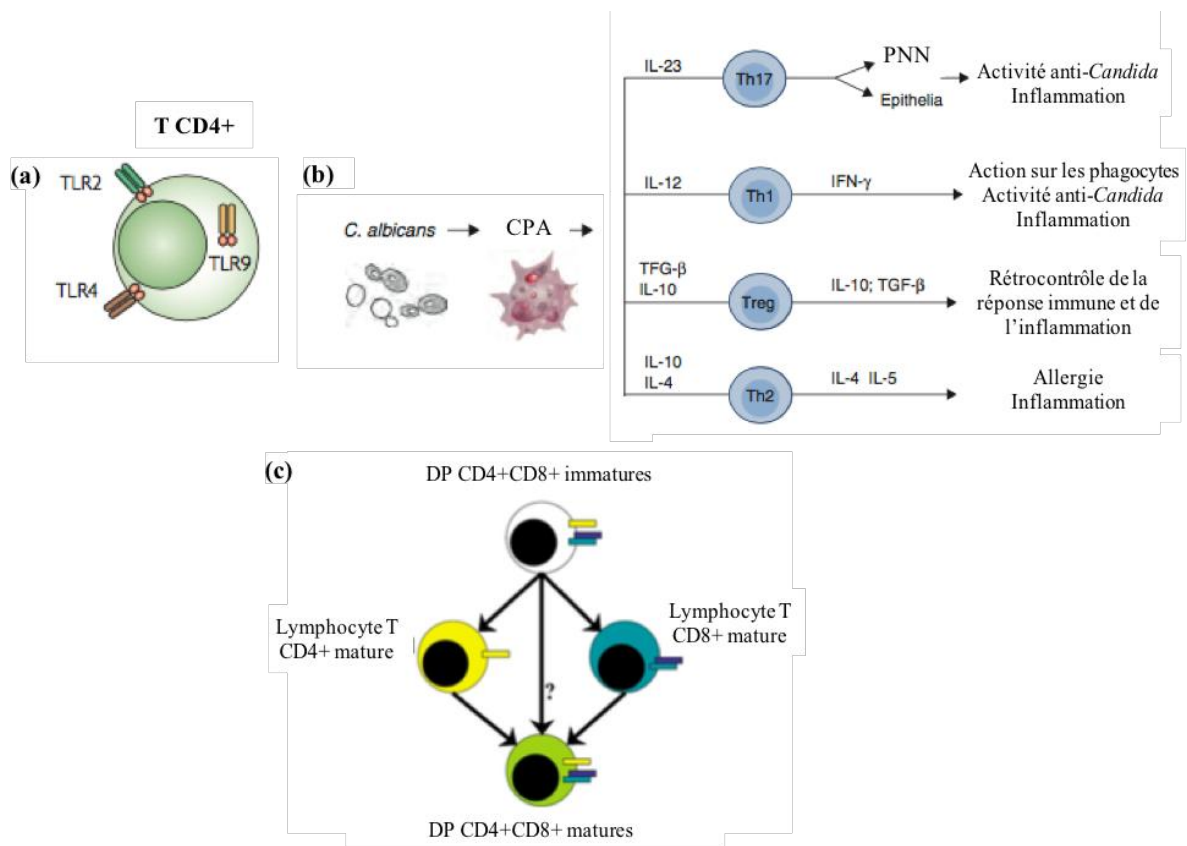 T CD4+
(a)
TLR2
TLR9
TLR4
(b)
C. albicans
CPA
IL-23
Th17
PNN
Epithelia
Activité anti-Candida
Inflammation
IL-12
Th1
IFN-γ
Action sur les phagocytes
Activité anti-Candida
Inflammation
TFG-β
IL-10
Treg
IL-10; TGF-β
Rétrocontrôle de la
réponse immune et de
l'inflammation
IL-10
IL-4
Th2
IL-4 IL-5
Allergie
Inflammation
(c)
DP CD4+CD8+ immatures
Lymphocyte T
CD4+ mature
Lymphocyte T
CD8+ mature
?
DP CD4+CD8+ matures